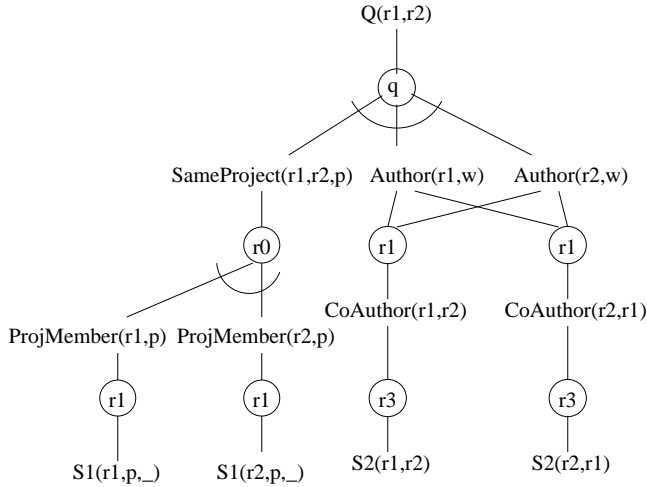 Q(r1,r2)
q
SameProject(r1,r2,p) Author(r1,w) Author(r2,w)
r0 r1 r1
CoAuthor(r1,r2) CoAuthor(r2,r1)
ProjMember(r1,p) ProjMember(r2,p)
r1 r1 r3 r3
S1(r1,p,_) S1(r2,p,_) S2(r1,r2) S2(r2,r1)